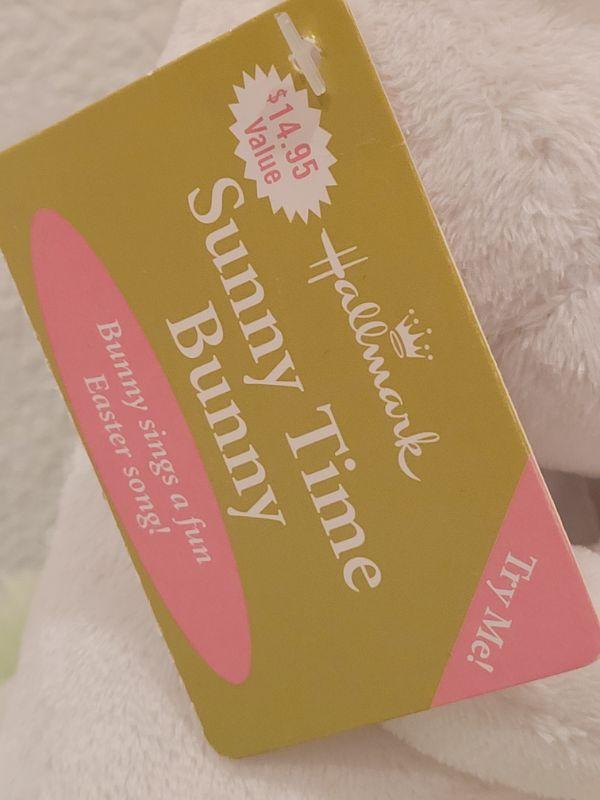 $14.95
Value
Hallmark
Sunny Time
Bunny
Bunny sings a fun
Easter song!
Try Me!